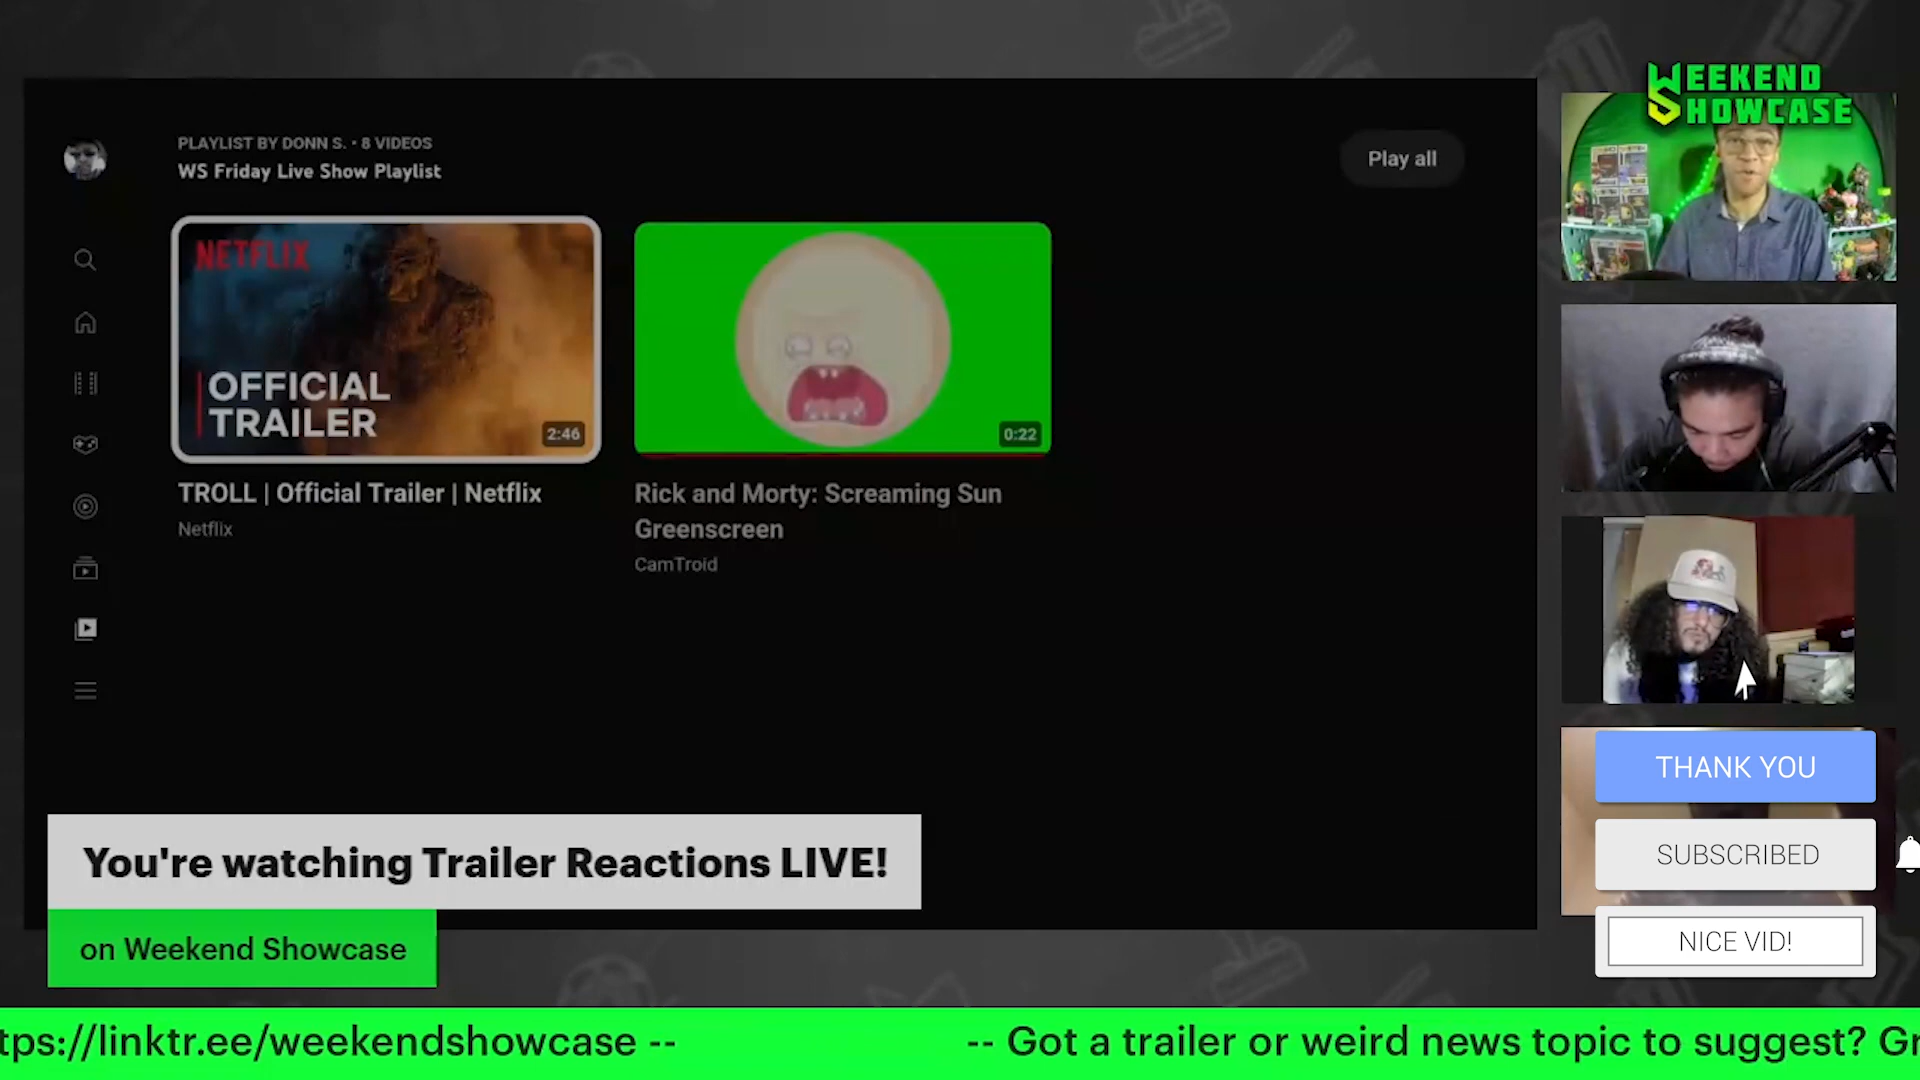 WEEKEND
SHOWCASE
PLAYLIST BY DONN S. • 8 VIDEOS
WS Friday Live Show Playlist
Play all
NETFLIX
OFFICIAL
TRAILER
2:46
0:22
TROLL | Official Trailer | Netflix
Netflix
Rick and Morty: Screaming Sun
Greenscreen
CamTroid
THANK YOU
SUBSCRIBED
NICE VID!
You're watching Trailer Reactions LIVE!
on Weekend Showcase
tps://linktr.ee/weekendshowcase -- -- Got a trailer or weird news topic to suggest? Gr